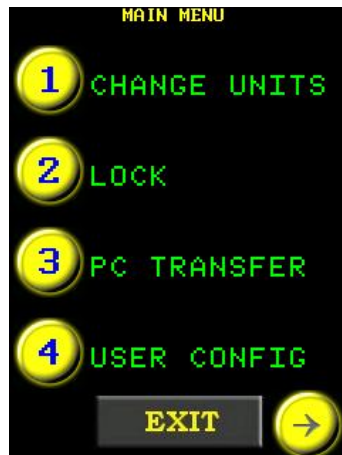 MAIN MENU
1 CHANGE UNITS
2 LOCK
3 PC TRANSFER
4 USER CONFIG
EXIT →